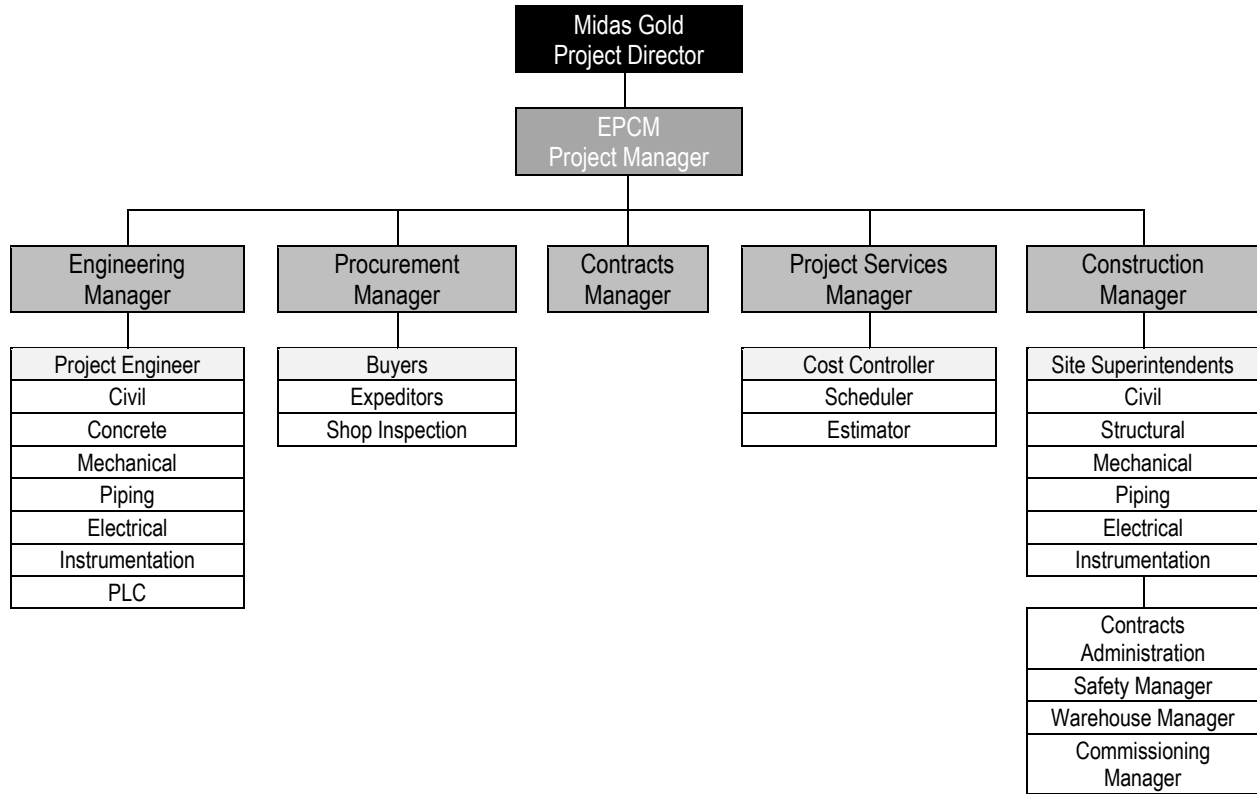 Midas Gold
Project Director
EPCM
Project Manager
Engineering
Manager
Procurement
Manager
Contracts
Manager
Project Services
Manager
Construction
Manager
Project Engineer
Civil
Concrete
Mechanical
Piping
Electrical
Instrumentation
PLC
Buyers
Expeditors
Shop Inspection
Cost Controller
Scheduler
Estimator
Site Superintendents
Civil
Structural
Mechanical
Piping
Electrical
Instrumentation
Contracts
Administration
Safety Manager
Warehouse Manager
Commissioning
Manager